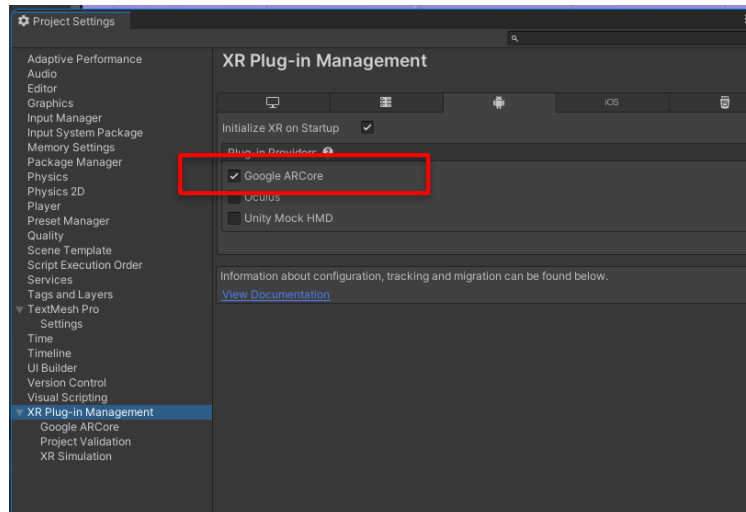 Project Settings
Adaptive Performance
Audio
Editor
Graphics
Input Manager
Input System Package
Memory Settings
Package Manager
Physics
Physics 2D
Player
Preset Manager
Quality
Scene Template
Script Execution Order
Services
Tags and Layers
TextMesh Pro
Settings
Time
Timeline
UI Builder
Version Control
Visual Scripting
XR Plug-in Management
Google ARCore
Project Validation
XR Simulation
XR Plug-in Management
iOS
Initialize XR on Startup
Plug-in Providers
Google ARCore
Oculus
Unity Mock HMD
Information about configuration, tracking and migration can be found below.
View Documentation